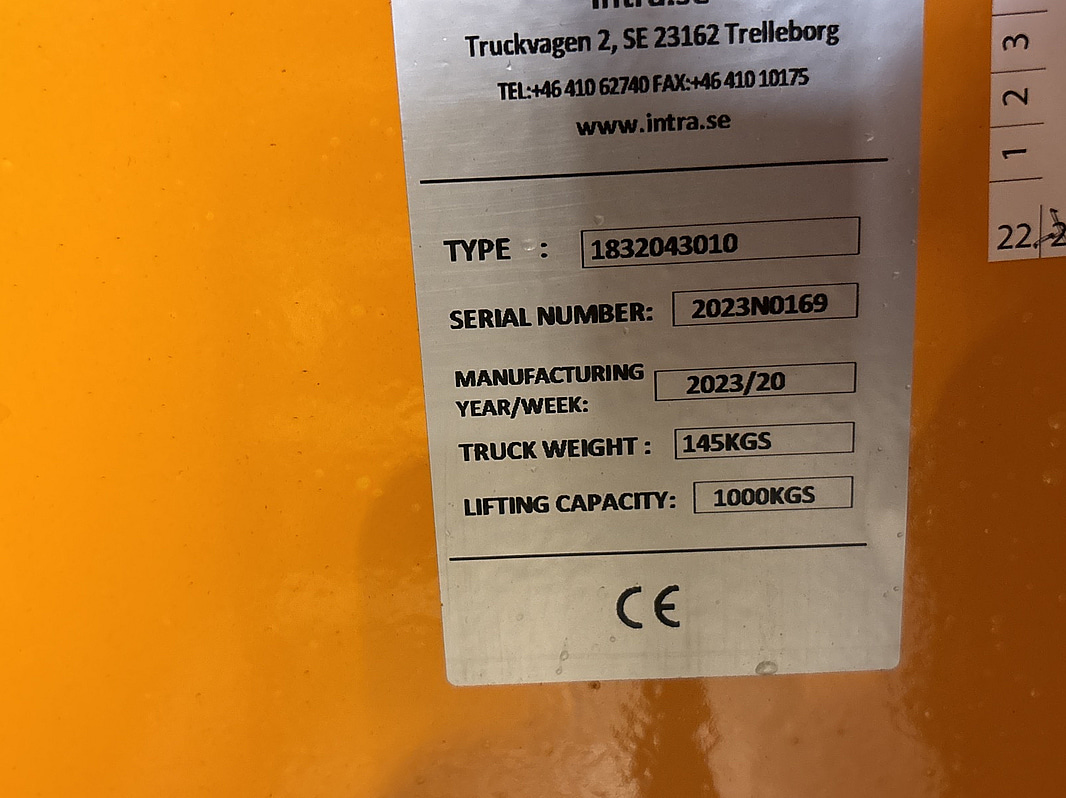 Truckvagen 2, SE 23162 Trelleborg
TEL:+46 410 62740 FAX:+46 410 10175
www.intra.se
TYPE : 1832043010
SERIAL NUMBER: 2023N0169
MANUFACTURING
YEAR/WEEK: 2023/20
TRUCK WEIGHT : 145KGS
LIFTING CAPACITY: 1000KGS
CE
3
2
1
22.